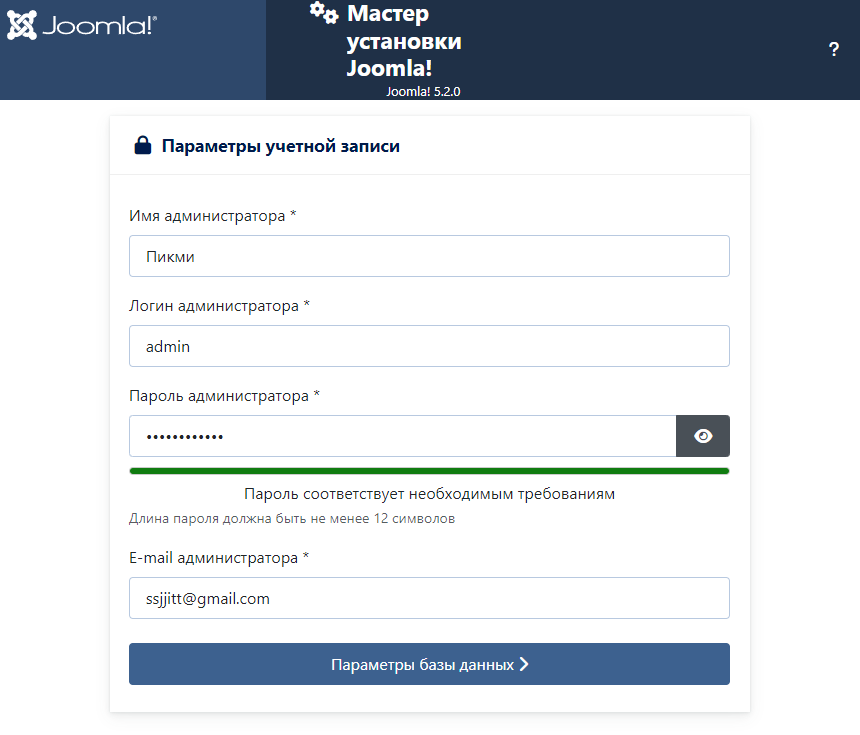 Joomla!®
Мастер
установки
Joomla!
Joomla! 5.2.0
?
Параметры учетной записи
Имя администратора *
Пикми
Логин администратора *
admin
Пароль администратора *
••••••••••••
Пароль соответствует необходимым требованиям
Длина пароля должна быть не менее 12 символов
E-mail администратора *
ssjjitt@gmail.com
Параметры базы данных